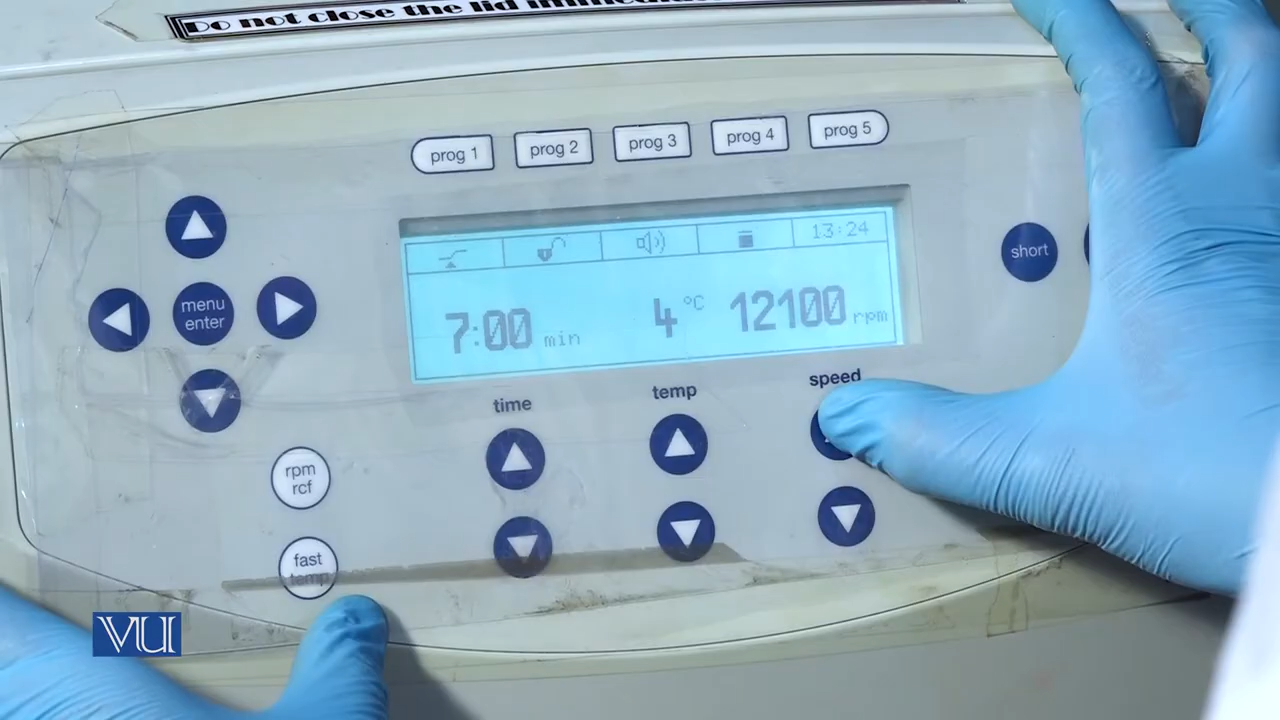 Do not close the lid immedia
prog 1 prog 2 prog 3 prog 4 prog 5
13:24
7:00 min 4 °C 12100 rpm
menu
enter
short
time temp speed
rpm
rcf
fast
temp
VU